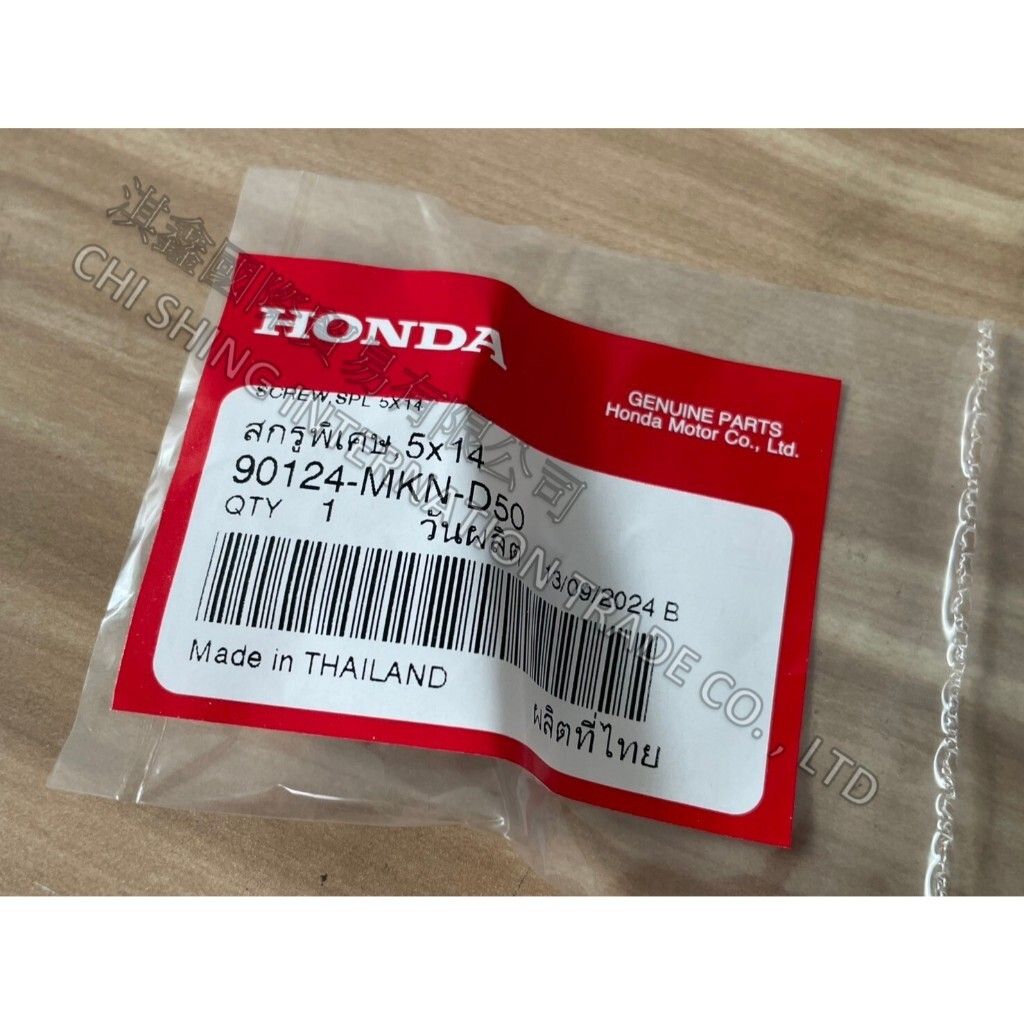 HONDA
GENUINE PARTS
Honda Motor Co., Ltd.
SCREW,SPL 5X14
สกรูพิเศษ,5x14
90124-MKN-D50
QTY 1
วันผลิต 13/09/2024 B
Made in THAILAND
ผลิตที่ไทย
淇鑫國際貿易有限公司
CHI SHING INTERNATION TRADE CO., LTD